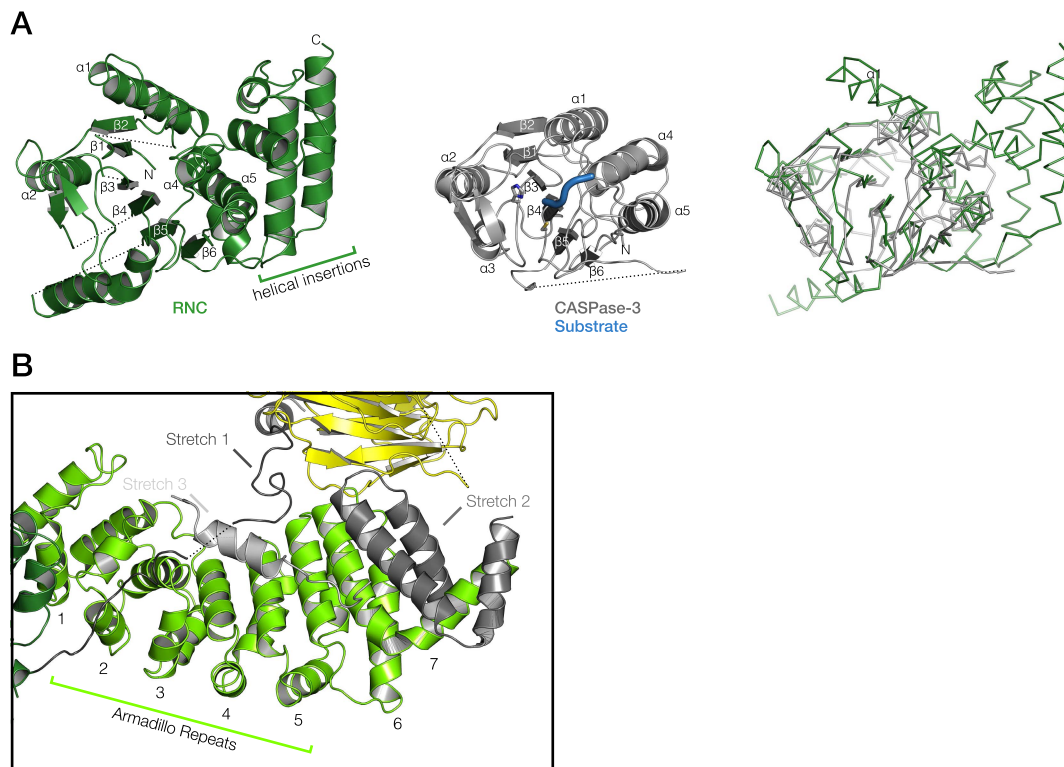 A
α1
β2
β1
α2
β3
N
α4
α5
β4
β5
β6
C
helical insertions
RNC
α1
β2
β1
α2
α4
β3
β4
α5
β5
N
α3
β6
CASPase-3
Substrate
α1
B
Stretch 1
Stretch 3
Stretch 2
1
2
3
4
5
6
7
Armadillo Repeats